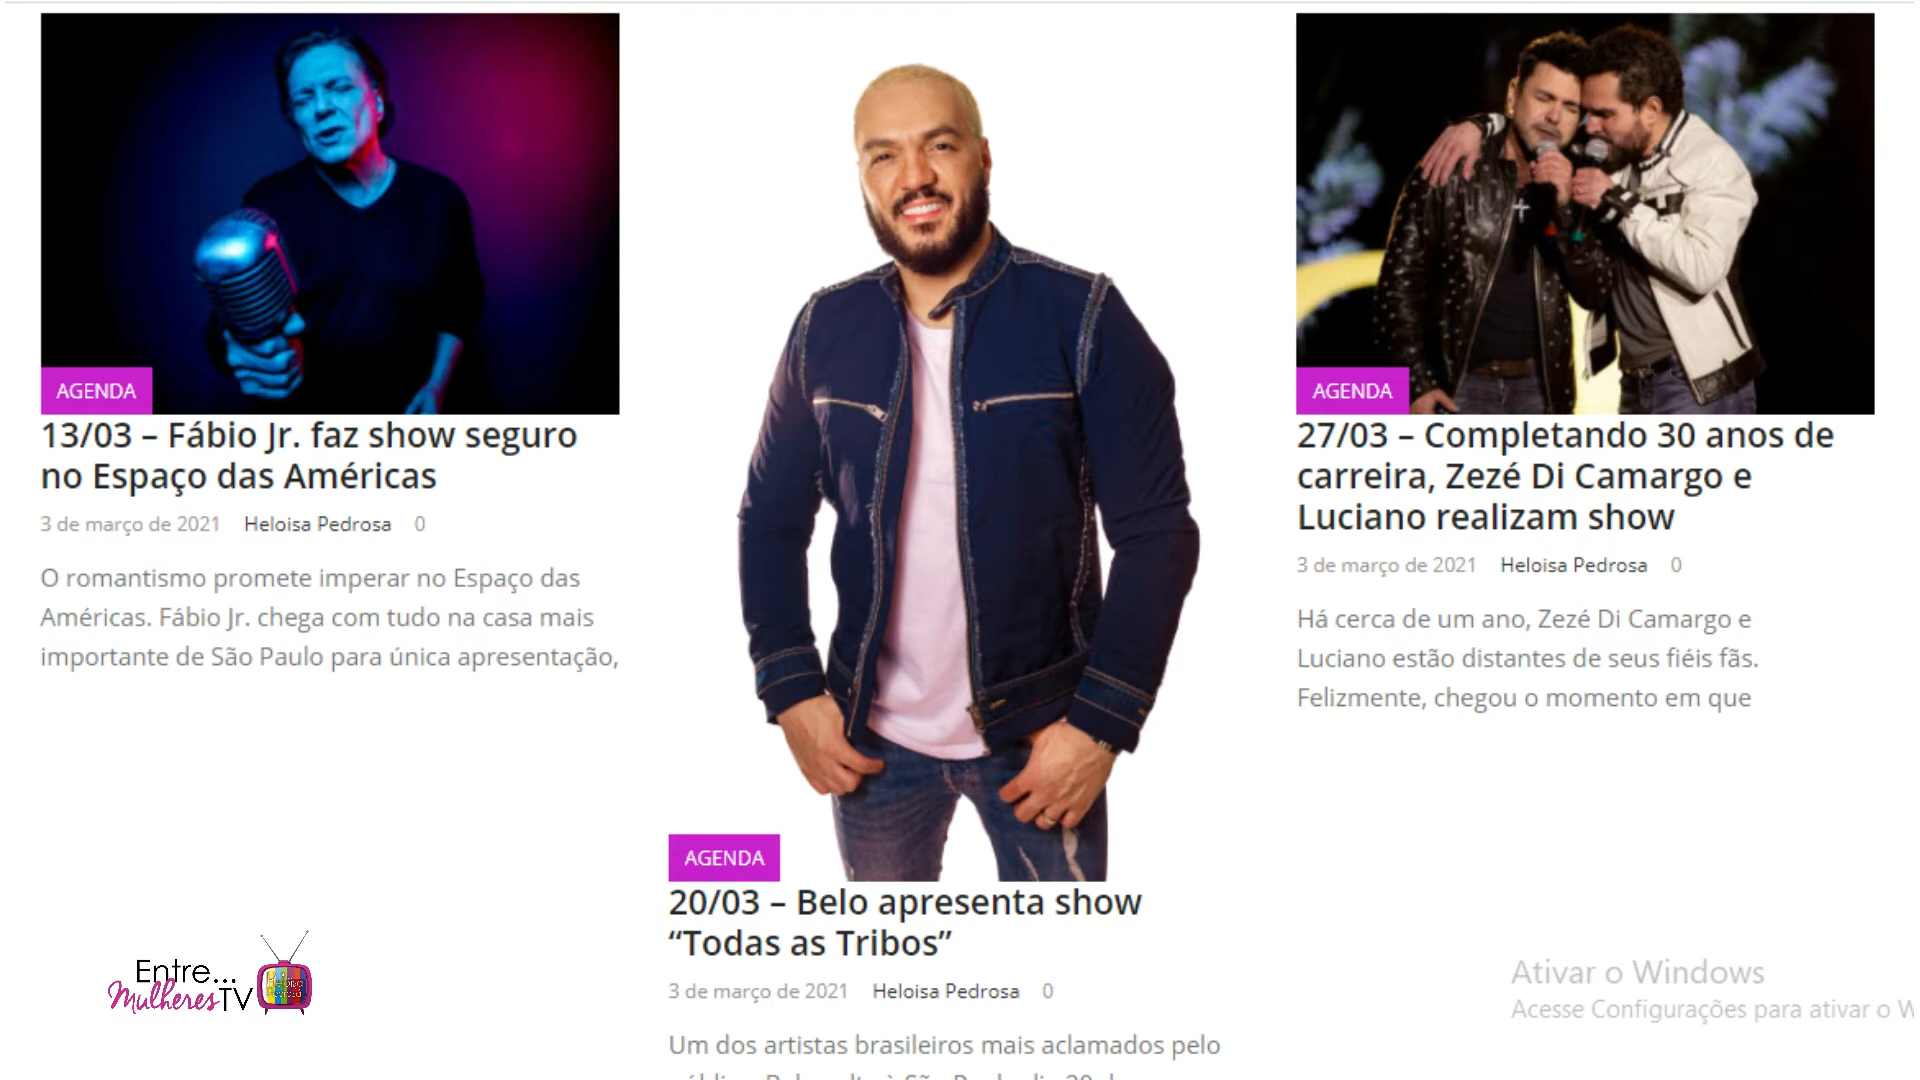 AGENDA
13/03 – Fábio Jr. faz show seguro
no Espaço das Américas
3 de março de 2021 Heloisa Pedrosa 0
O romantismo promete imperar no Espaço das
Américas. Fábio Jr. chega com tudo na casa mais
importante de São Paulo para única apresentação,
AGENDA
20/03 – Belo apresenta show
“Todas as Tribos”
3 de março de 2021 Heloisa Pedrosa 0
Um dos artistas brasileiros mais aclamados pelo
AGENDA
27/03 – Completando 30 anos de
carreira, Zezé Di Camargo e
Luciano realizam show
3 de março de 2021 Heloisa Pedrosa 0
Há cerca de um ano, Zezé Di Camargo e
Luciano estão distantes de seus fiéis fãs.
Felizmente, chegou o momento em que
Entre...
Mulheres TV
Heloisa
Pedrosa
Ativar o Windows
Acesse Configurações para ativar o